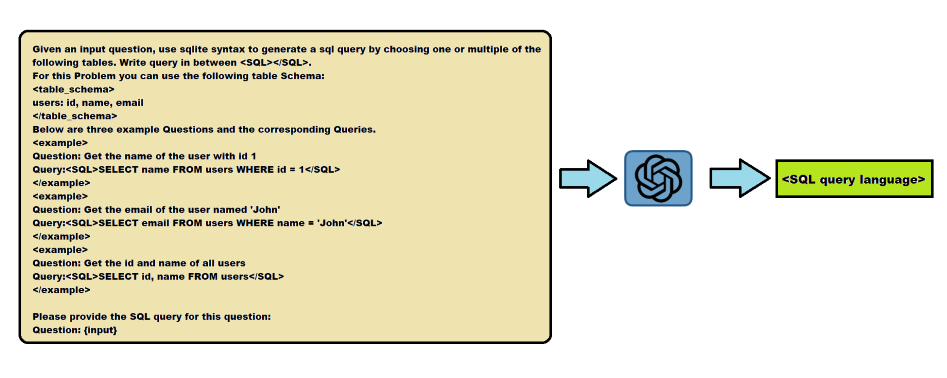 Given an input question, use sqlite syntax to generate a sql query by choosing one or multiple of the
following tables. Write query in between <SQL></SQL>.
For this Problem you can use the following table Schema:
<table_schema>
users: id, name, email
</table_schema>
Below are three example Questions and the corresponding Queries.
<example>
Question: Get the name of the user with id 1
Query:<SQL>SELECT name FROM users WHERE id = 1</SQL>
</example>
<example>
Question: Get the email of the user named 'John'
Query:<SQL>SELECT email FROM users WHERE name = 'John'</SQL>
</example>
<example>
Question: Get the id and name of all users
Query:<SQL>SELECT id, name FROM users</SQL>
</example>
Please provide the SQL query for this question:
Question: {input}
<SQL query language>